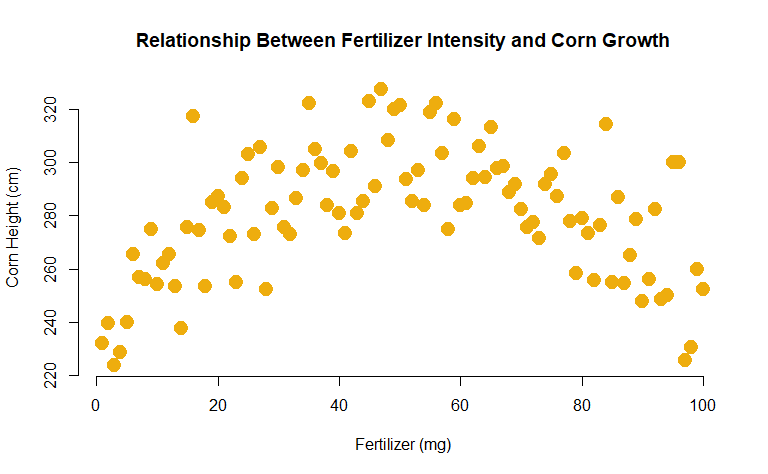 Relationship Between Fertilizer Intensity and Corn Growth
Corn Height (cm)
320
300
280
260
240
220
0 20 40 60 80 100
Fertilizer (mg)